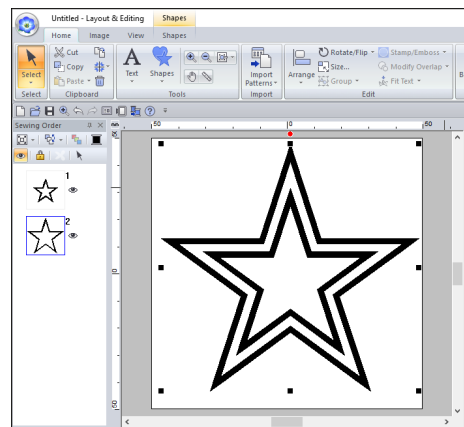 Untitled - Layout & Editing Shapes
Home Image View Shapes
Select
Select
Cut
Copy
Paste
Clipboard
Text
Shapes
Tools
Import
Patterns
Import
Arrange
Rotate/Flip
Size...
Group
Stamp/Emboss
Modify Overlap
Fit Text
Edit
B
Sewing Order
50 0 50
1
2
0
50